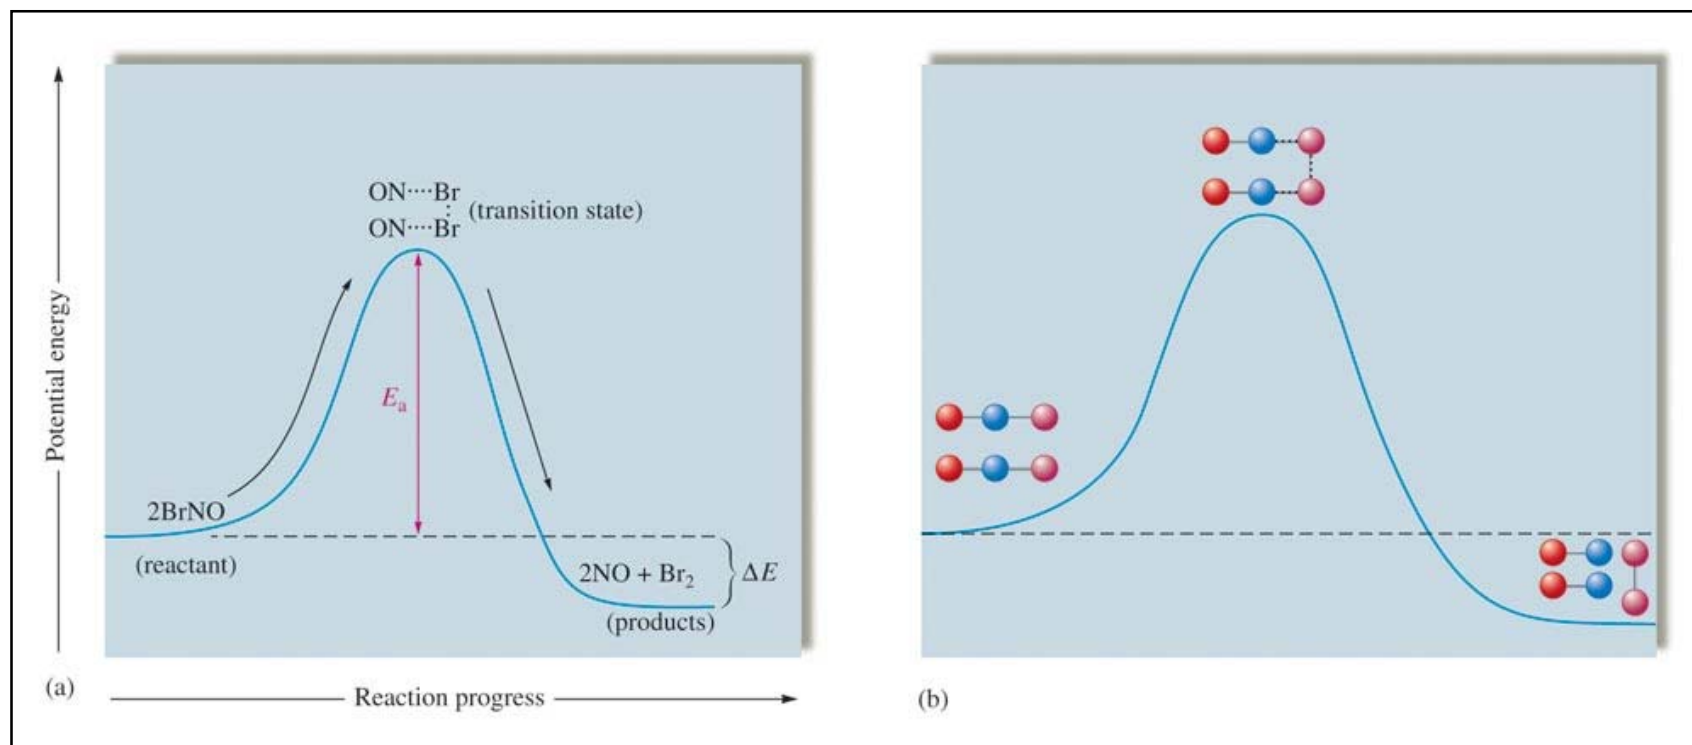 Potential energy
ON····Br
(transition state)
ON····Br
Eₐ
2BrNO
(reactant)
2NO + Br₂
ΔE
(products)
(a)
Reaction progress
(b)